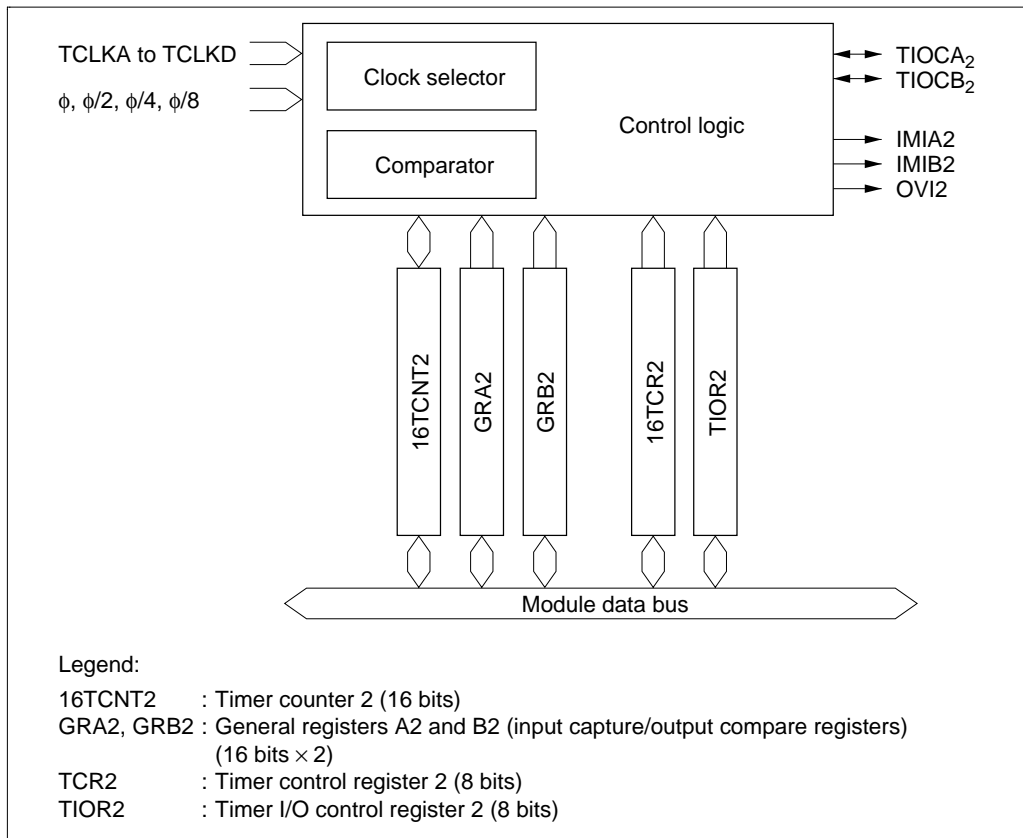 TCLKA to TCLKD
ϕ, ϕ/2, ϕ/4, ϕ/8
Clock selector
Comparator
Control logic
TIOCA₂
TIOCB₂
IMIA2
IMIB2
OVI2
16TCNT2
GRA2
GRB2
16TCR2
TIOR2
Module data bus
Legend:
16TCNT2 : Timer counter 2 (16 bits)
GRA2, GRB2 : General registers A2 and B2 (input capture/output compare registers)
(16 bits × 2)
TCR2 : Timer control register 2 (8 bits)
TIOR2 : Timer I/O control register 2 (8 bits)